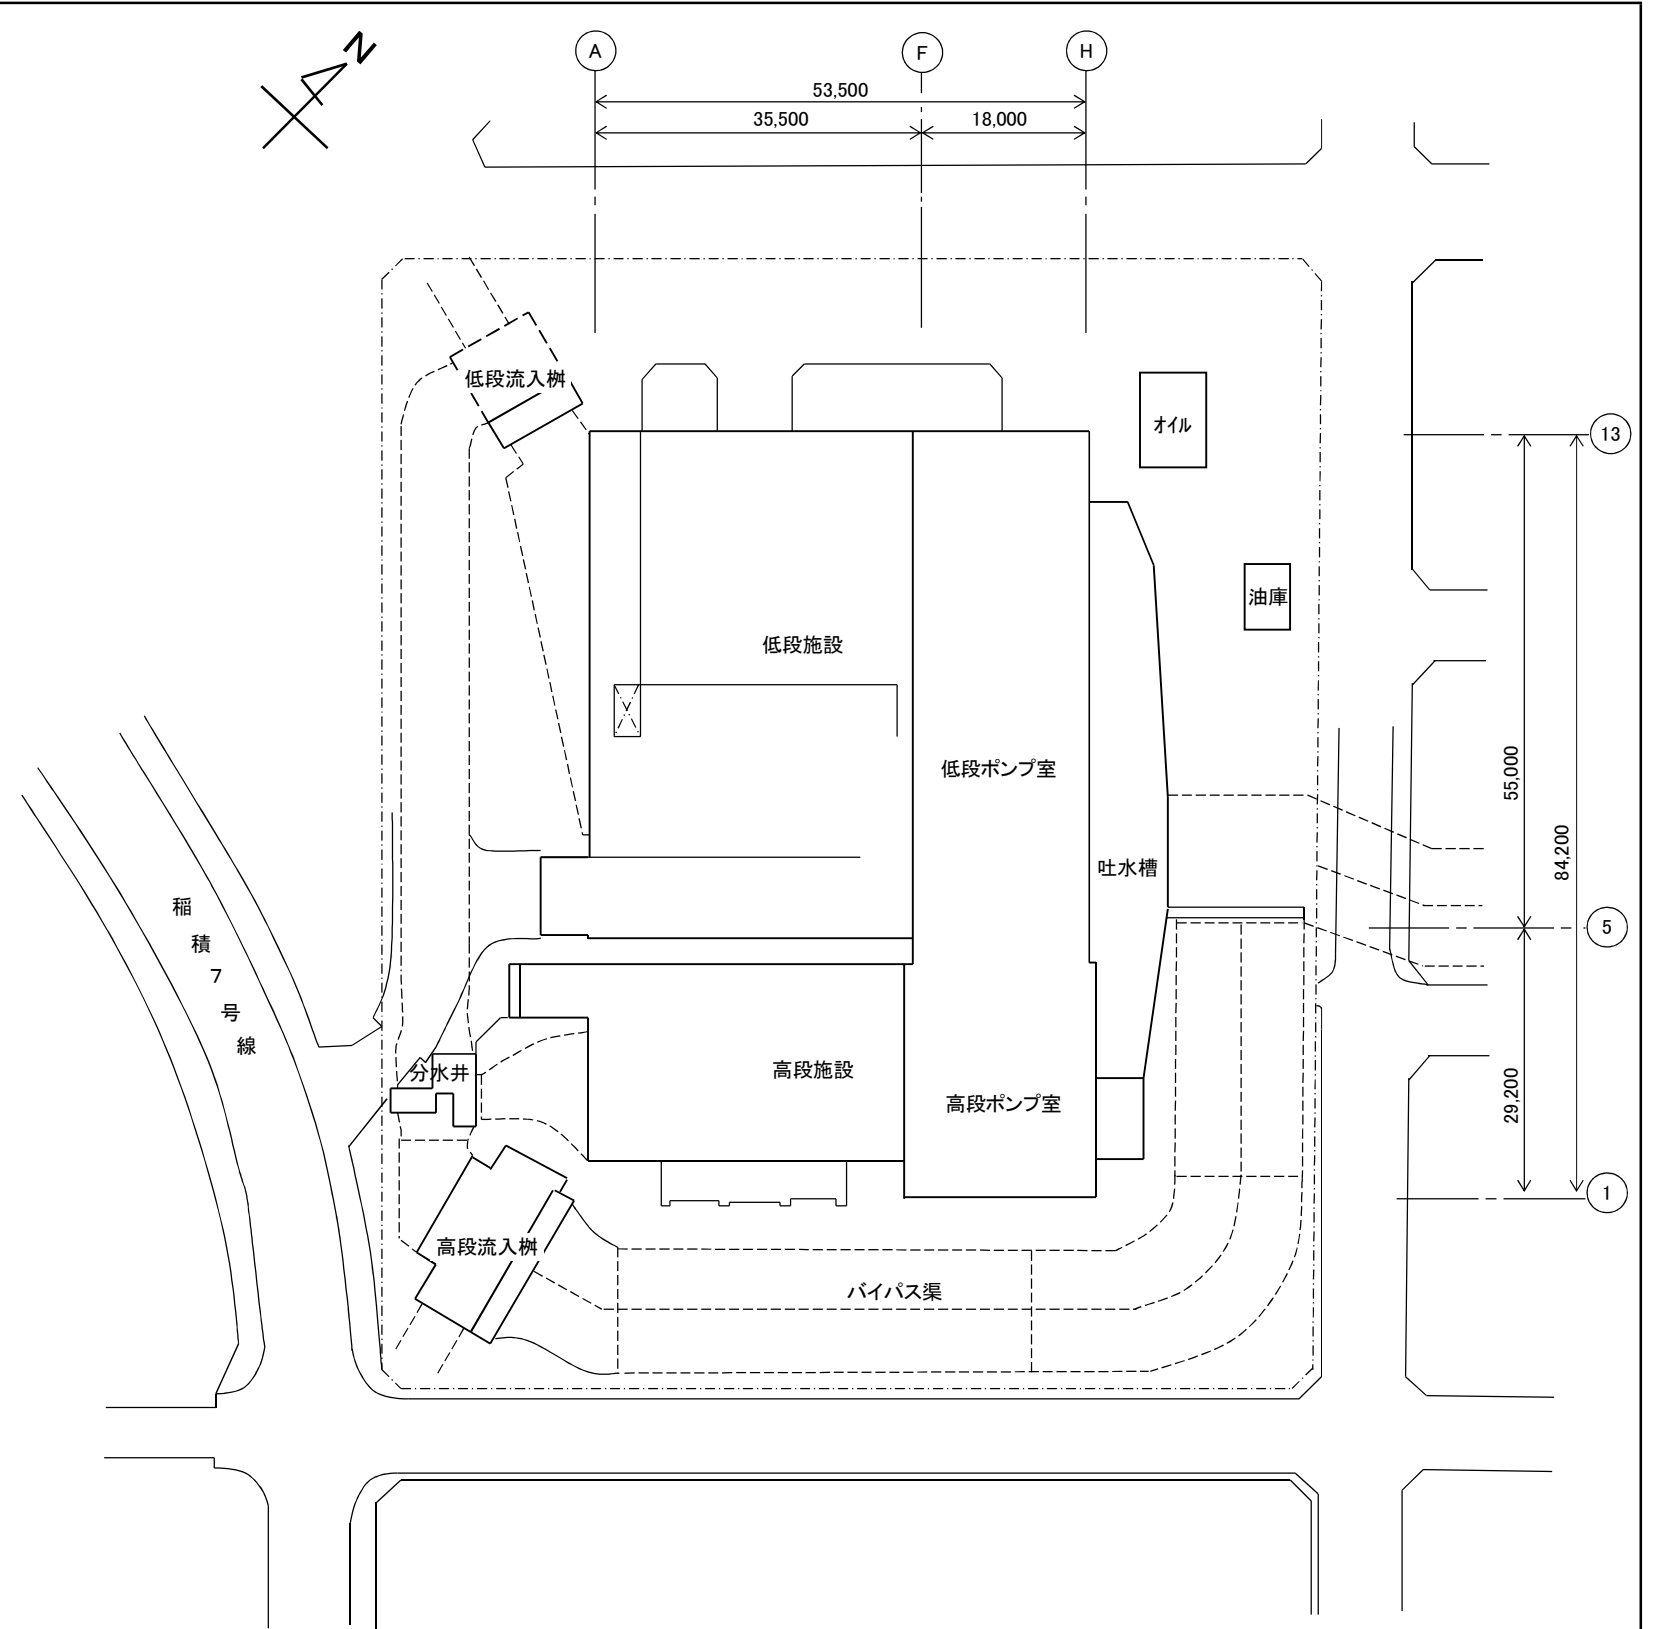 N
A
F
H
53,500
35,500
18,000
低段流入桝
オイル
13
油庫
低段施設
低段ポンプ室
55,000
84,200
吐水槽
稲積7号線
5
分水井
高段施設
高段ポンプ室
29,200
1
高段流入桝
バイパス渠